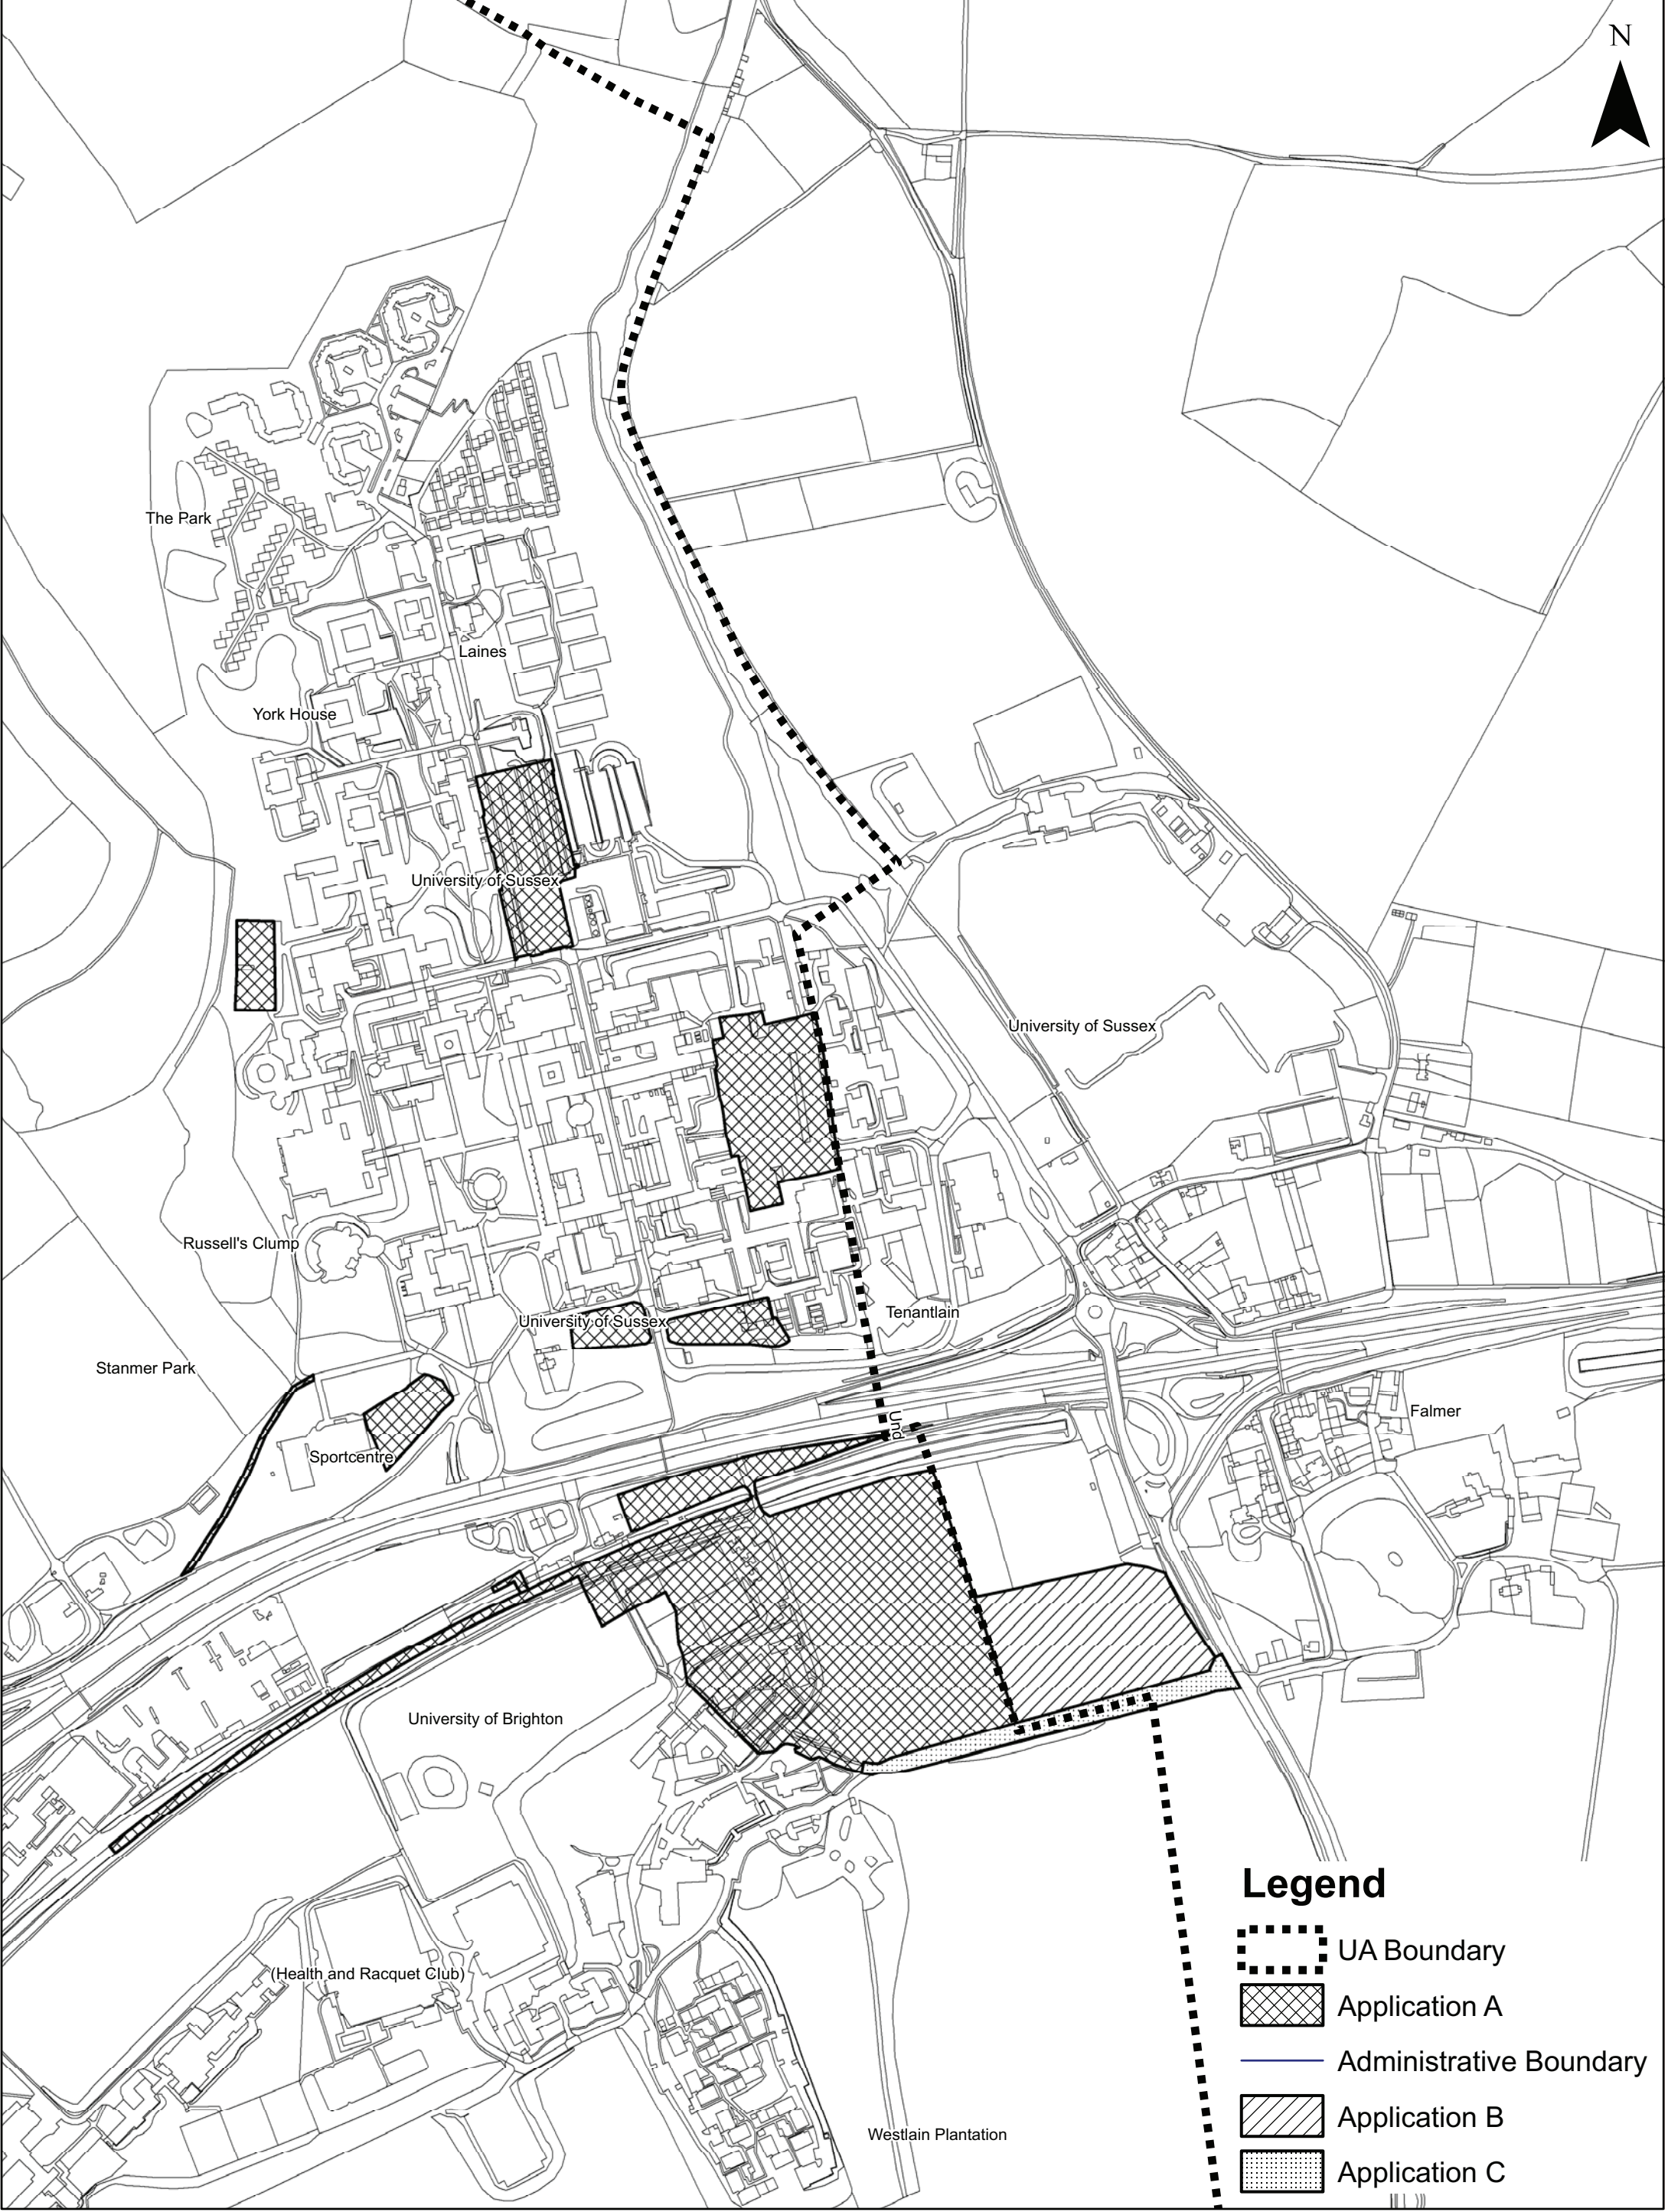 N
The Park
Laines
York House
University of Sussex
University of Sussex
Russell's Clump
University of Sussex
Tenantlain
Stanmer Park
Und
Falmer
Sportcentre
University of Brighton
(Health and Racquet Club)
Westlain Plantation
Legend
UA Boundary
Application A
Administrative Boundary
Application B
Application C